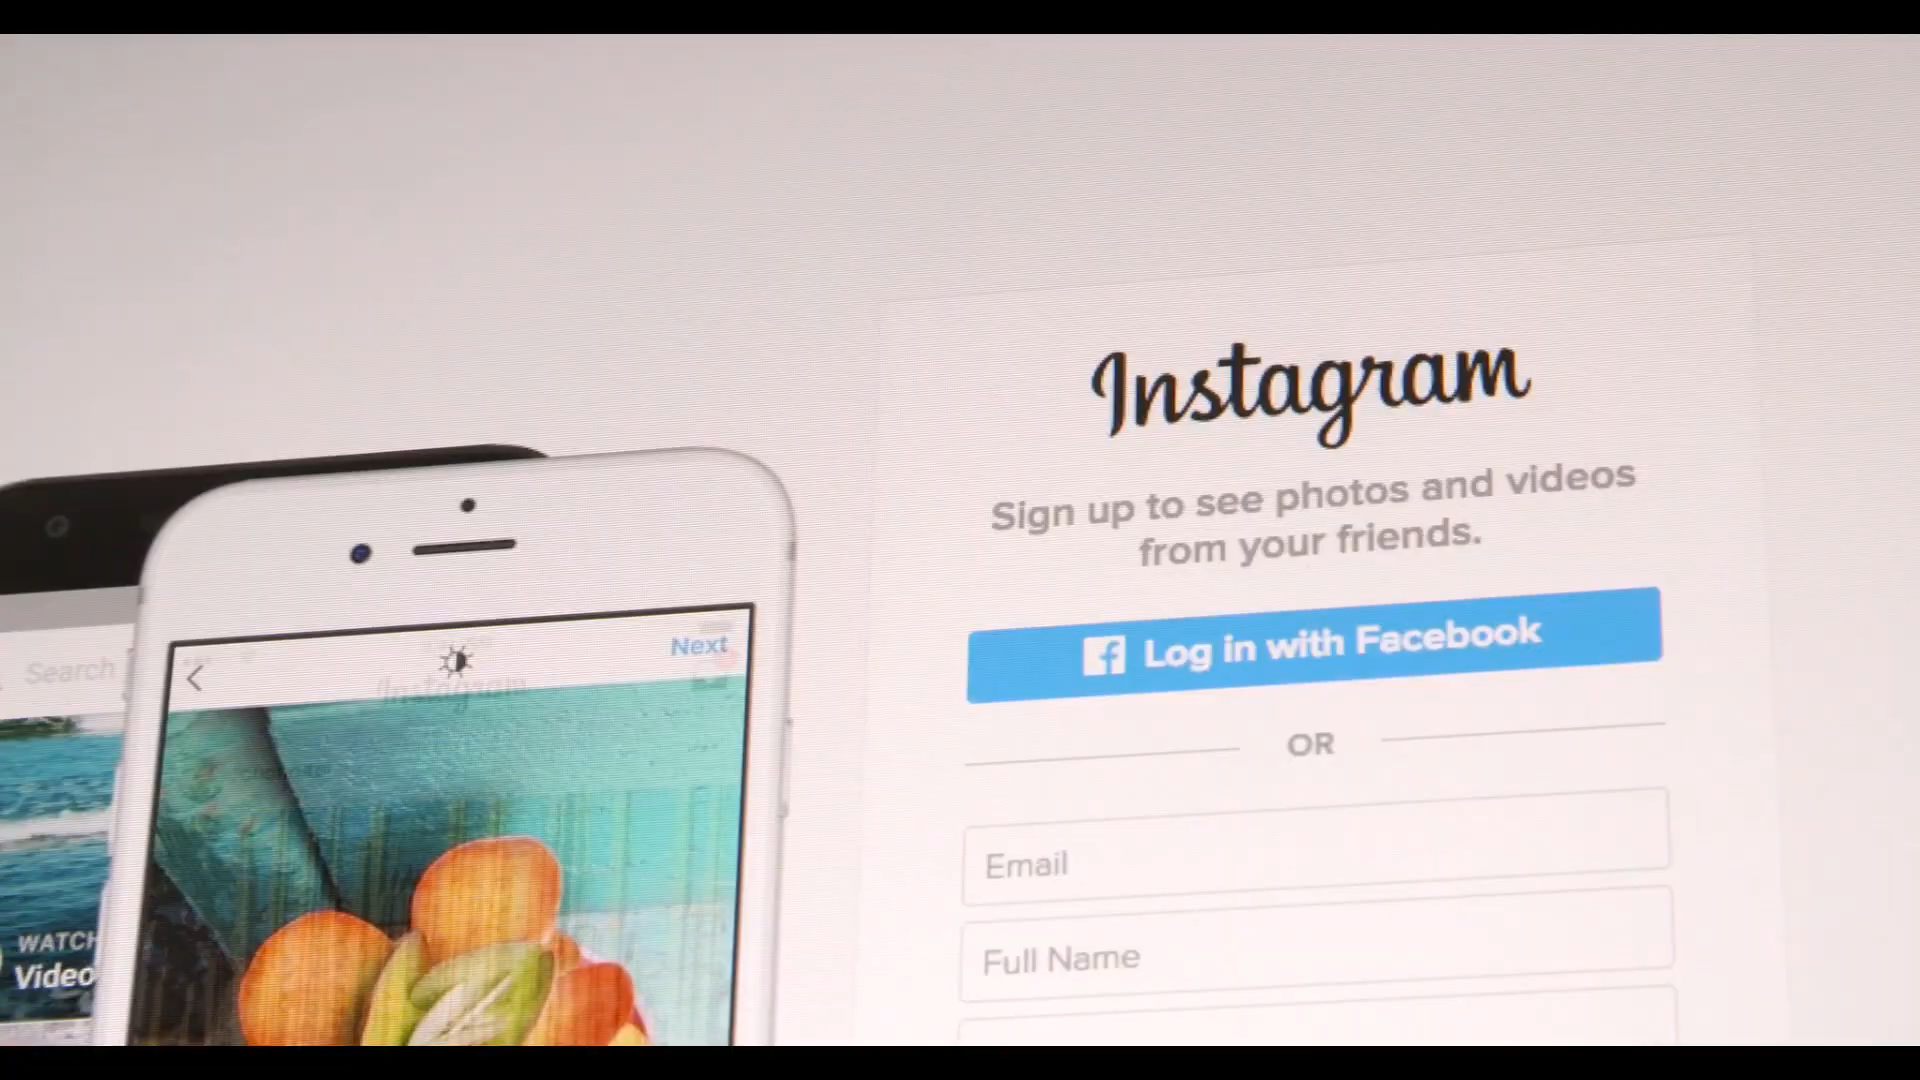 Instagram
Sign up to see photos and videos
from your friends.
Log in with Facebook
OR
Email
Full Name
Search
Next
Instagram
WATCH
Video